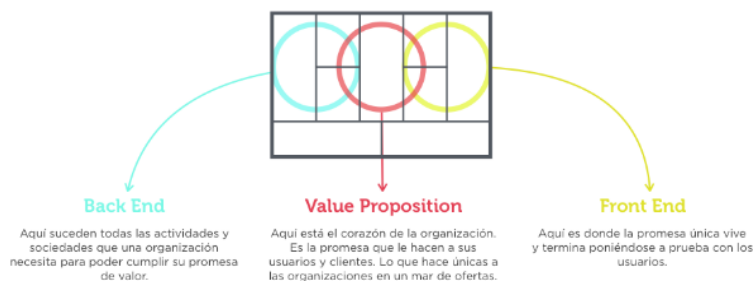 Back End
Aquí suceden todas las actividades y
sociedades que una organización
necesita para poder cumplir su promesa
de valor.
Value Proposition
Aqui está el corazón de la organización.
Es la promesa que le hacen a sus
usuarios y clientes. Lo que hace únicas a
las organizaciones en un mar de ofertas.
Front End
Aquí es donde la promesa única vive
y termina poniéndose a prueba con los
usuarios.